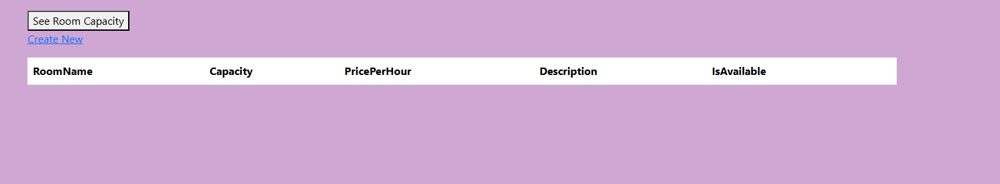 See Room Capacity
Create New
RoomName Capacity PricePerHour Description IsAvailable